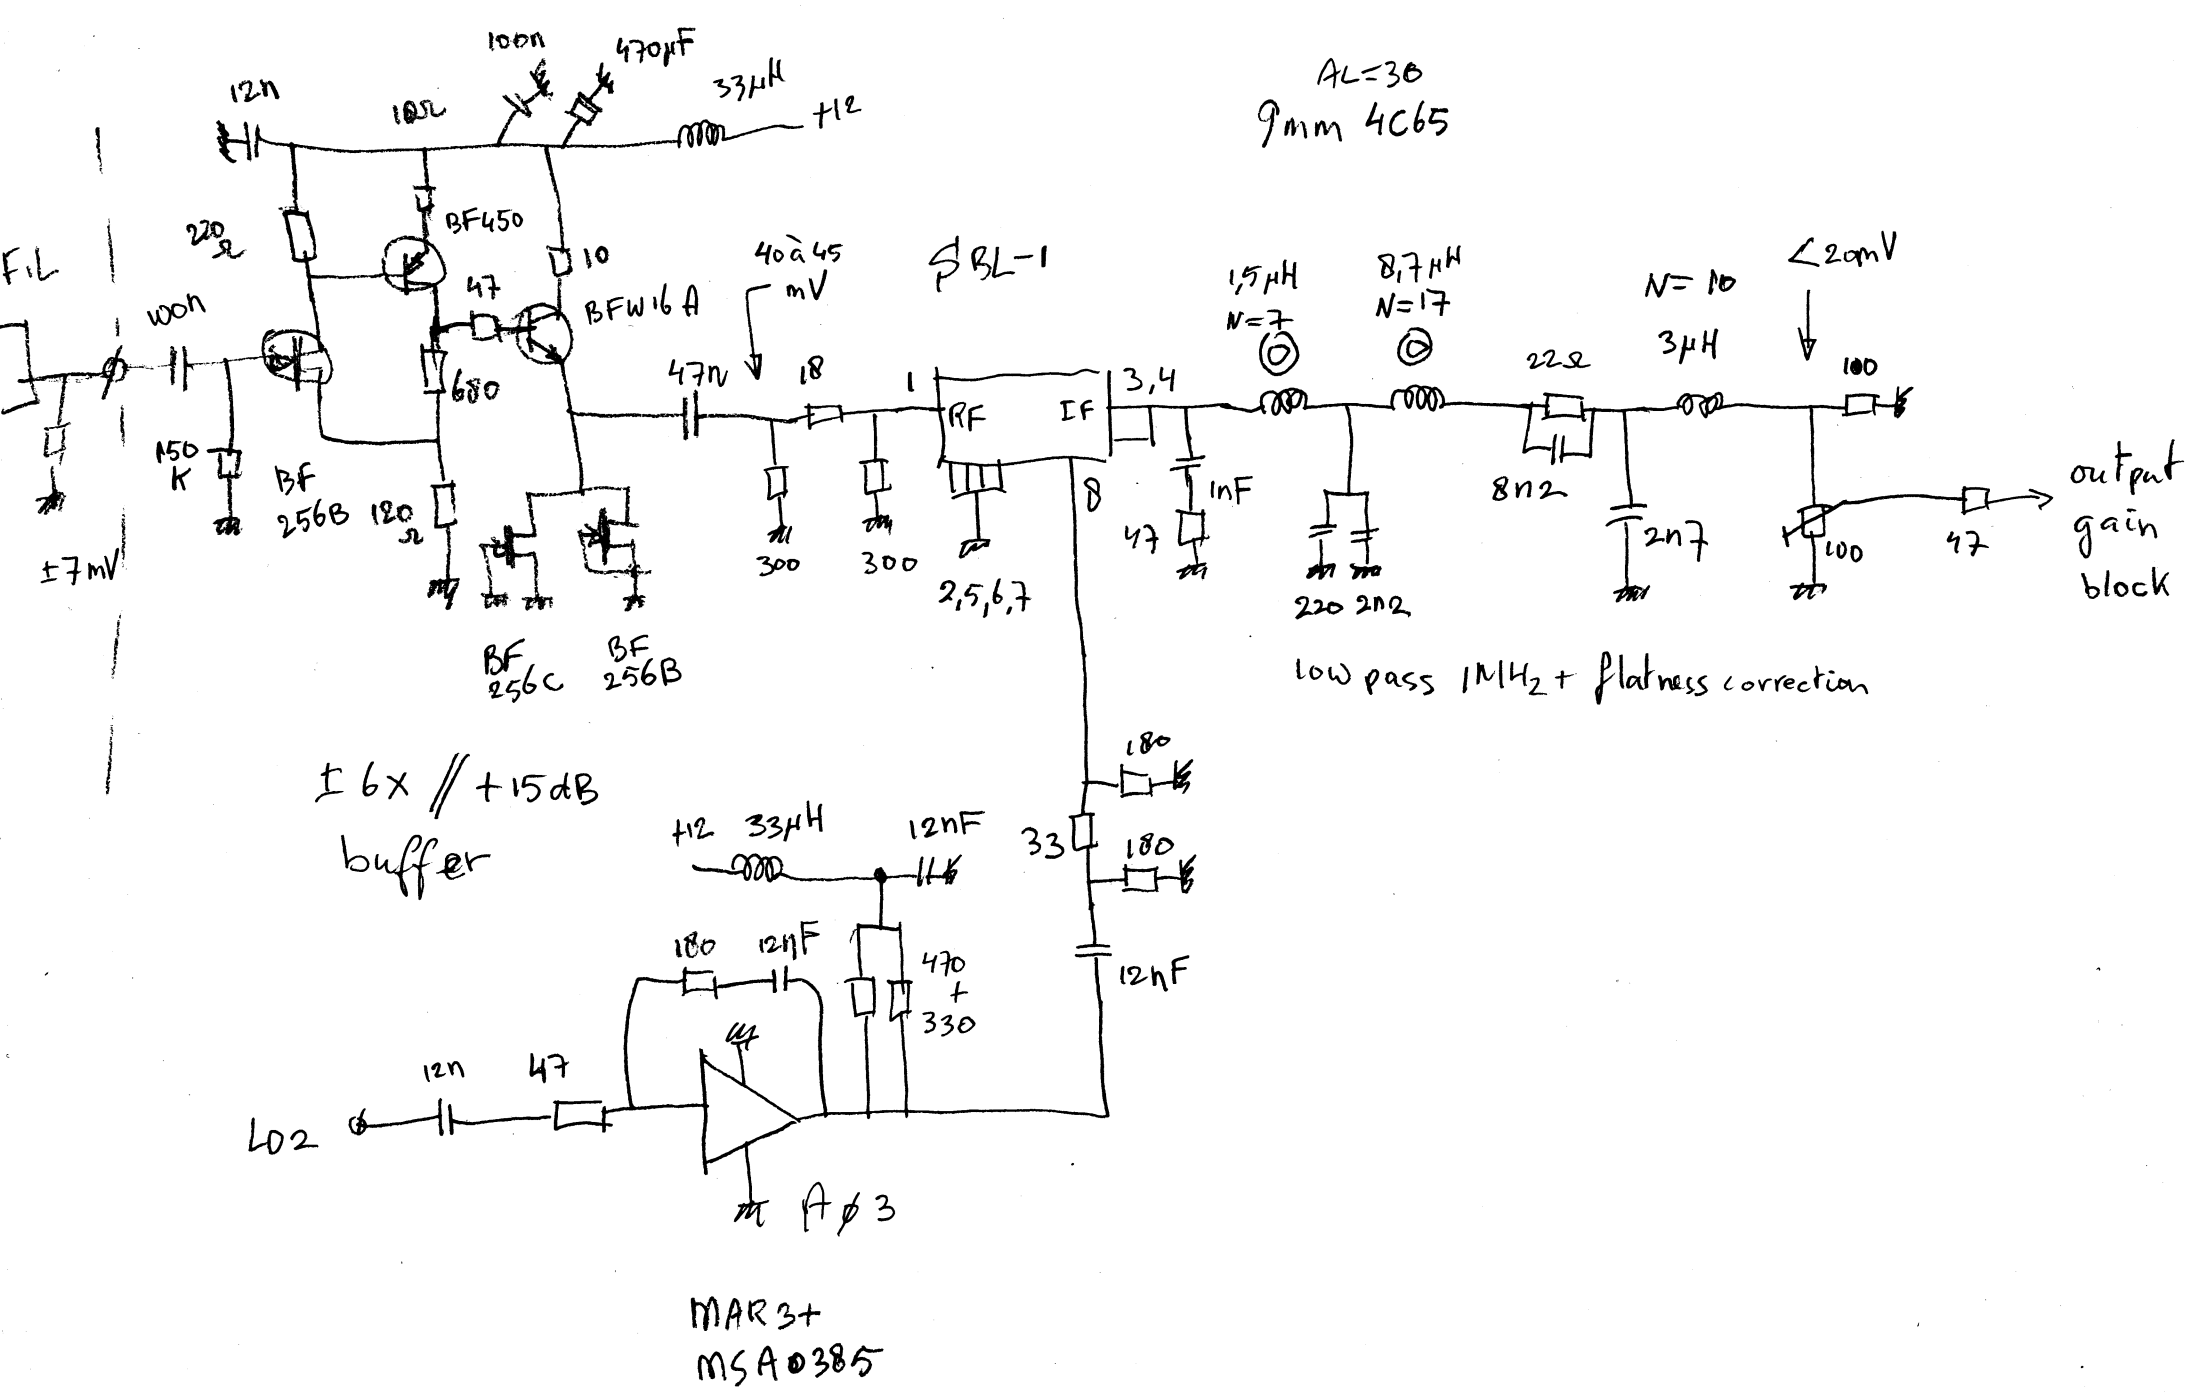 100n
470µF
33µH
+12
12n
10Ω
AL=30
9mm 4C65
220
Ω
BF450
F.L
100n
47
10
BFW16A
40 à 45
mV
SBL-1
1,5µH
N=7
8,7µH
N=17
N=10
3µH
<20mV
680
47n
18
1
RF
IF
3,4
22Ω
100
150
K
BF
256B
120
Ω
±7mV
300
300
2,5,6,7
8
1nF
47
220 2n2
8n2
2n7
100
47
output
gain
block
BF
256C
BF
256B
low pass 1MHz + flatness correction
± 6x // +15dB
buffer
+12 33µH
12nF
180
33
180
180
12nF
470
+
330
12nF
12n
47
LO2
Aø3
MAR3+
MSA0385